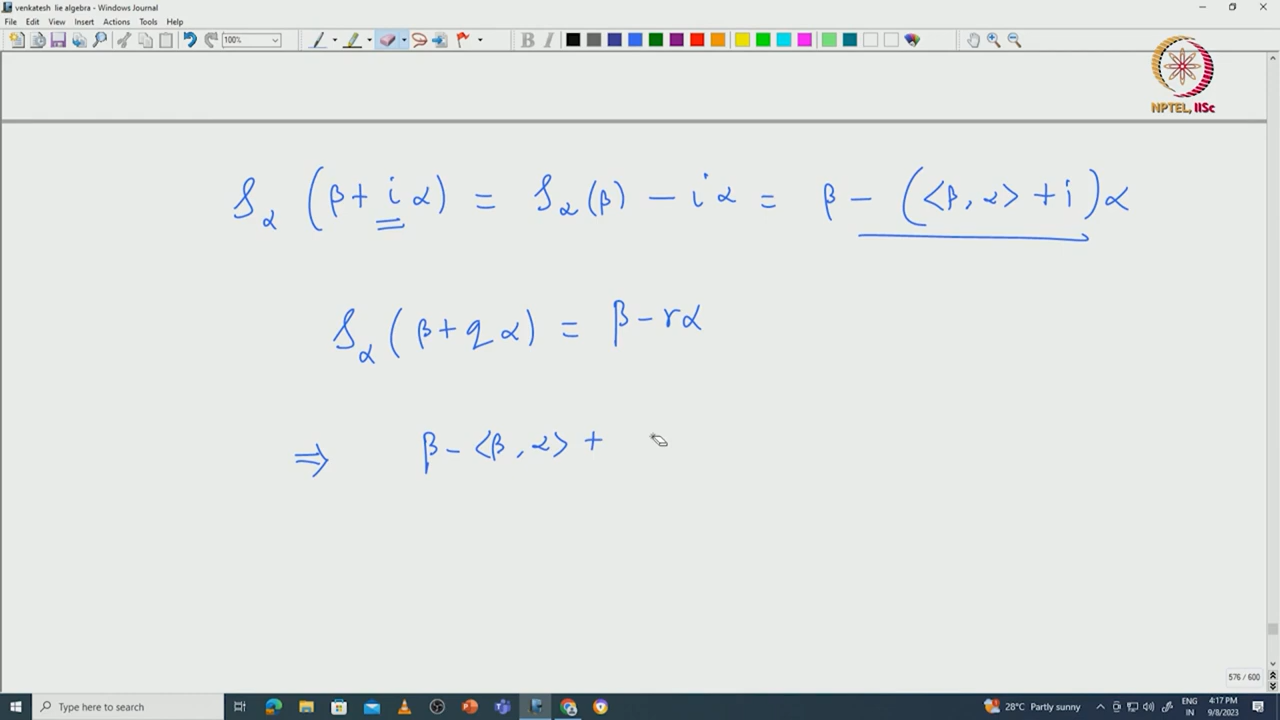 venkatesh lie algebra - Windows Journal
File Edit View Insert Actions Tools Help
100%
NPTEL, IISc
S_α (β + i α) = S_α(β) - i α = β - (<β, α> + i) α
S_α (β + q α) = β - r α
⇒ β - <β, α> +
576 / 600
Type here to search
28°C Partly sunny
ENG
IN
4:17 PM
9/8/2023